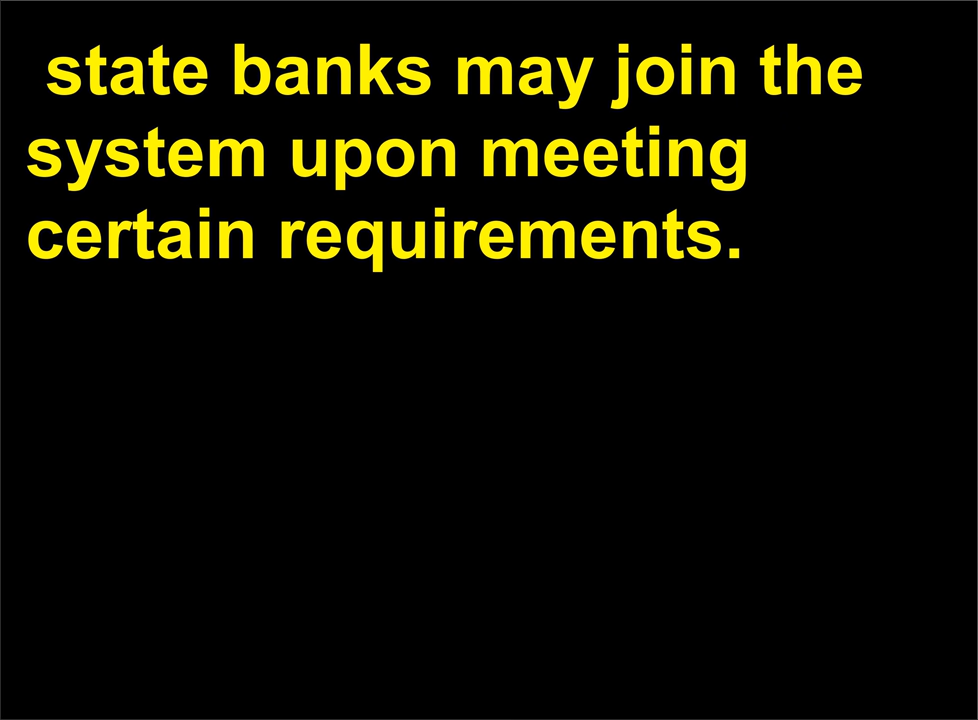 state banks may join the
system upon meeting
certain requirements.